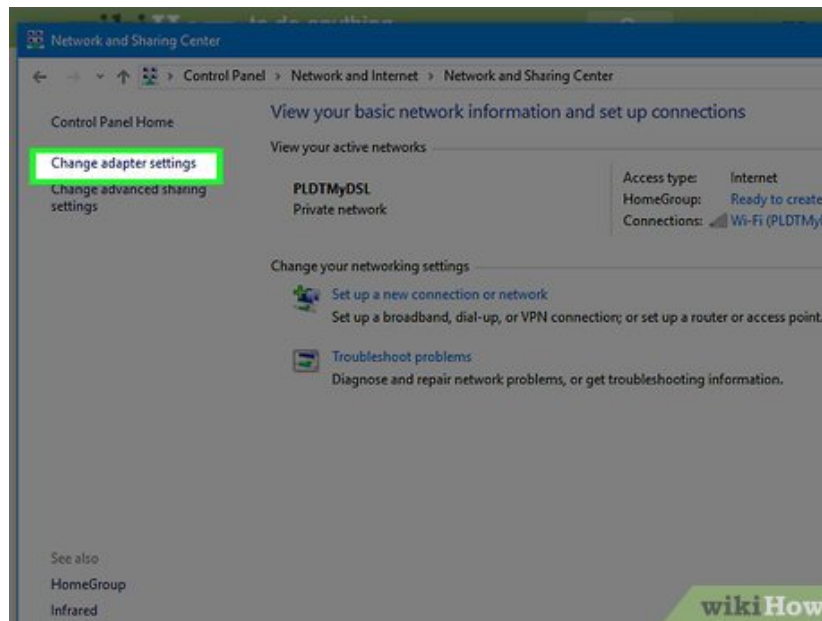 to do anything
Network and Sharing Center
Control Panel > Network and Internet > Network and Sharing Center
Control Panel Home
Change adapter settings
Change advanced sharing
settings
View your basic network information and set up connections
View your active networks
PLDTMyDSL
Private network
Access type: Internet
HomeGroup: Ready to create
Connections: Wi-Fi (PLDTMy
Change your networking settings
Set up a new connection or network
Set up a broadband, dial-up, or VPN connection; or set up a router or access point.
Troubleshoot problems
Diagnose and repair network problems, or get troubleshooting information.
See also
HomeGroup
Infrared
wikiHow